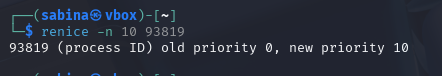 ┌──(sabina㉿vbox)-[~]
└─$ renice -n 10 93819
93819 (process ID) old priority 0, new priority 10